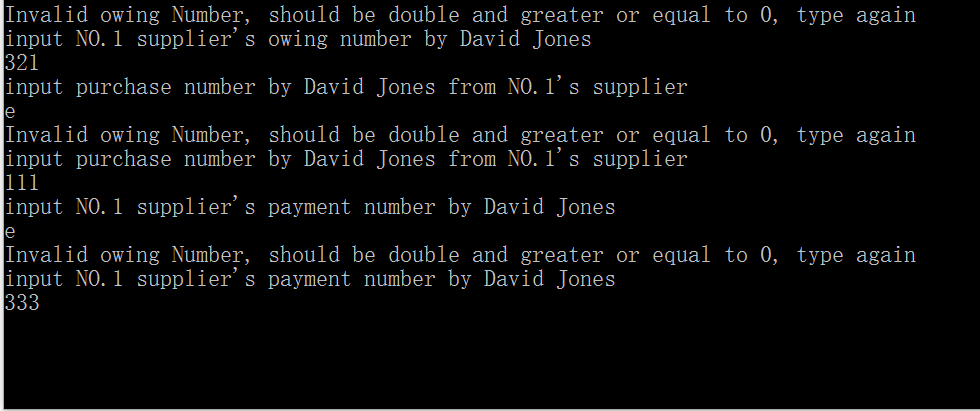 Invalid owing Number, should be double and greater or equal to 0, type again
input NO.1 supplier's owing number by David Jones
321
input purchase number by David Jones from NO.1's supplier
e
Invalid owing Number, should be double and greater or equal to 0, type again
input purchase number by David Jones from NO.1's supplier
111
input NO.1 supplier's payment number by David Jones
e
Invalid owing Number, should be double and greater or equal to 0, type again
input NO.1 supplier's payment number by David Jones
333